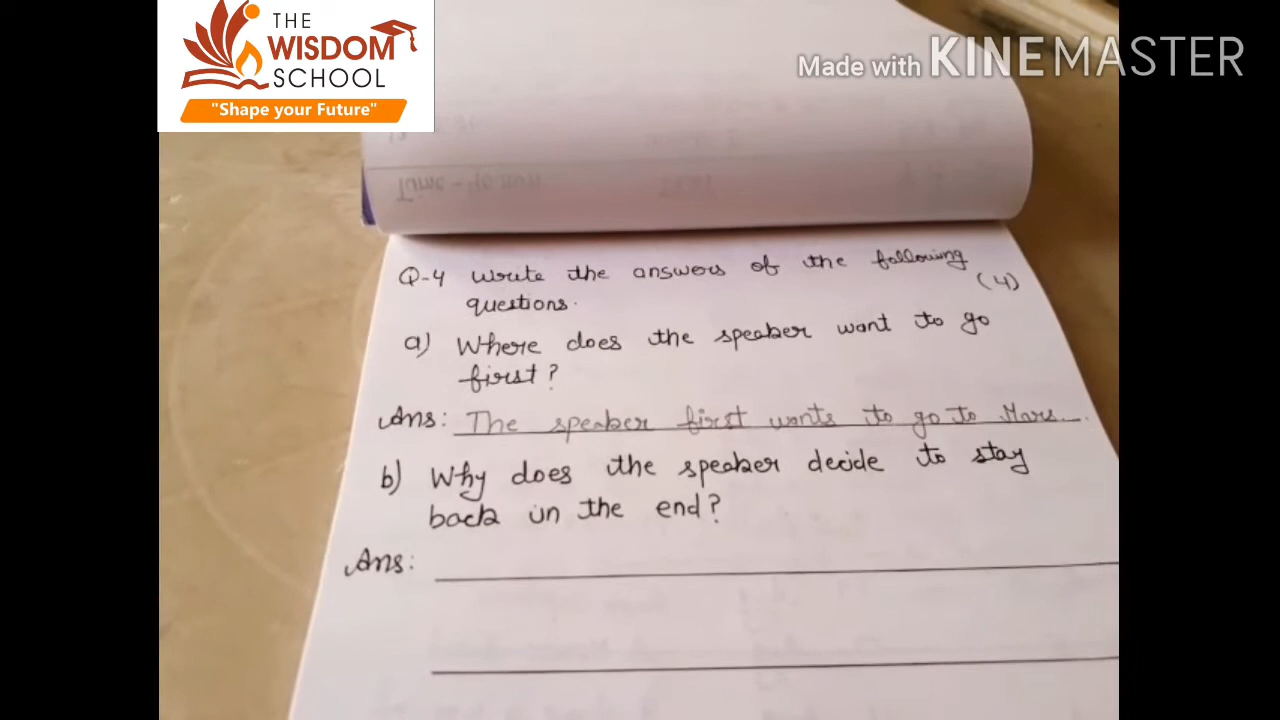 THE
WISDOM
SCHOOL
"Shape your Future"
Made with KINEMASTER
Q-4 Write the answers of the following
questions. (4)
a) Where does the speaker want to go
first?
Ans: The speaker first wants to go to Mars.
b) Why does the speaker decide to stay
back in the end?
Ans: